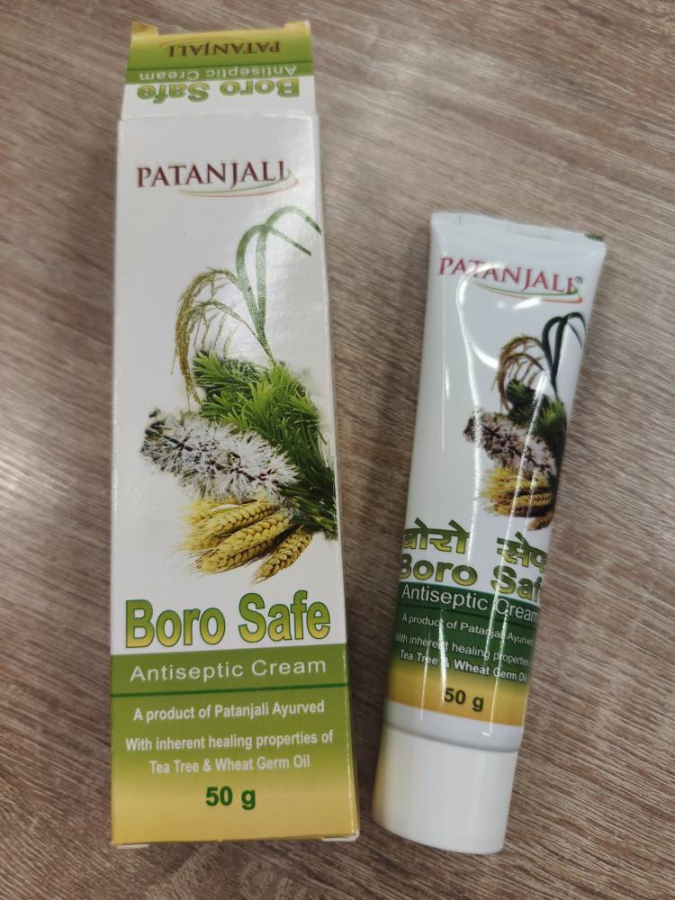 PATANJALI
Antiseptic Cream
Boro Safe
PATANJALI
Boro Safe
Antiseptic Cream
A product of Patanjali Ayurved
With inherent healing properties of
Tea Tree & Wheat Germ Oil
50 g
PATANJALI®
बोरो सेफ
Boro Safe
Antiseptic Cream
A product of Patanjali Ayurved
With inherent healing properties
Tea Tree & Wheat Germ Oil
50 g